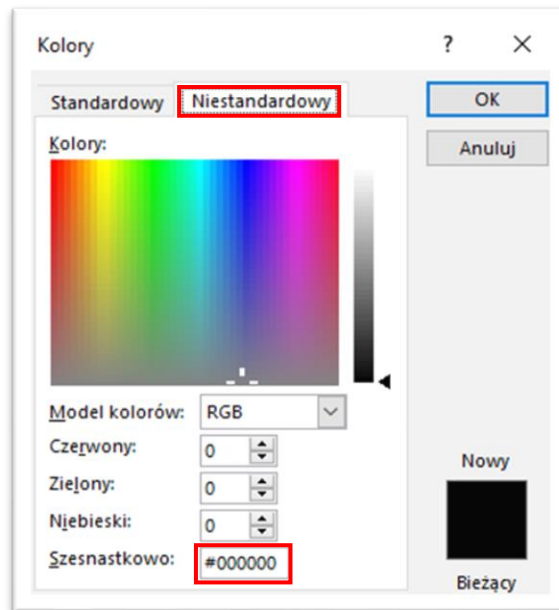 Kolory ?
Standardowy Niestandardowy OK
Kolory: Anuluj
Model kolorów: RGB
Czerwony: 0
Zielony: 0 Nowy
Niebieski: 0
Szesnastkowo: #000000
Bieżący